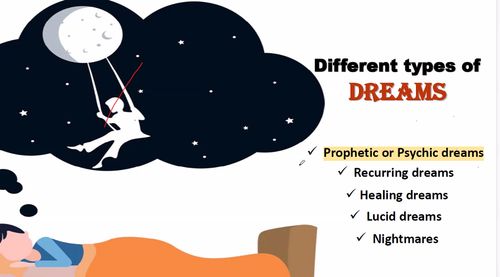 Different types of
DREAMS
✓ Prophetic or Psychic dreams
✓ Recurring dreams
✓ Healing dreams
✓ Lucid dreams
✓ Nightmares